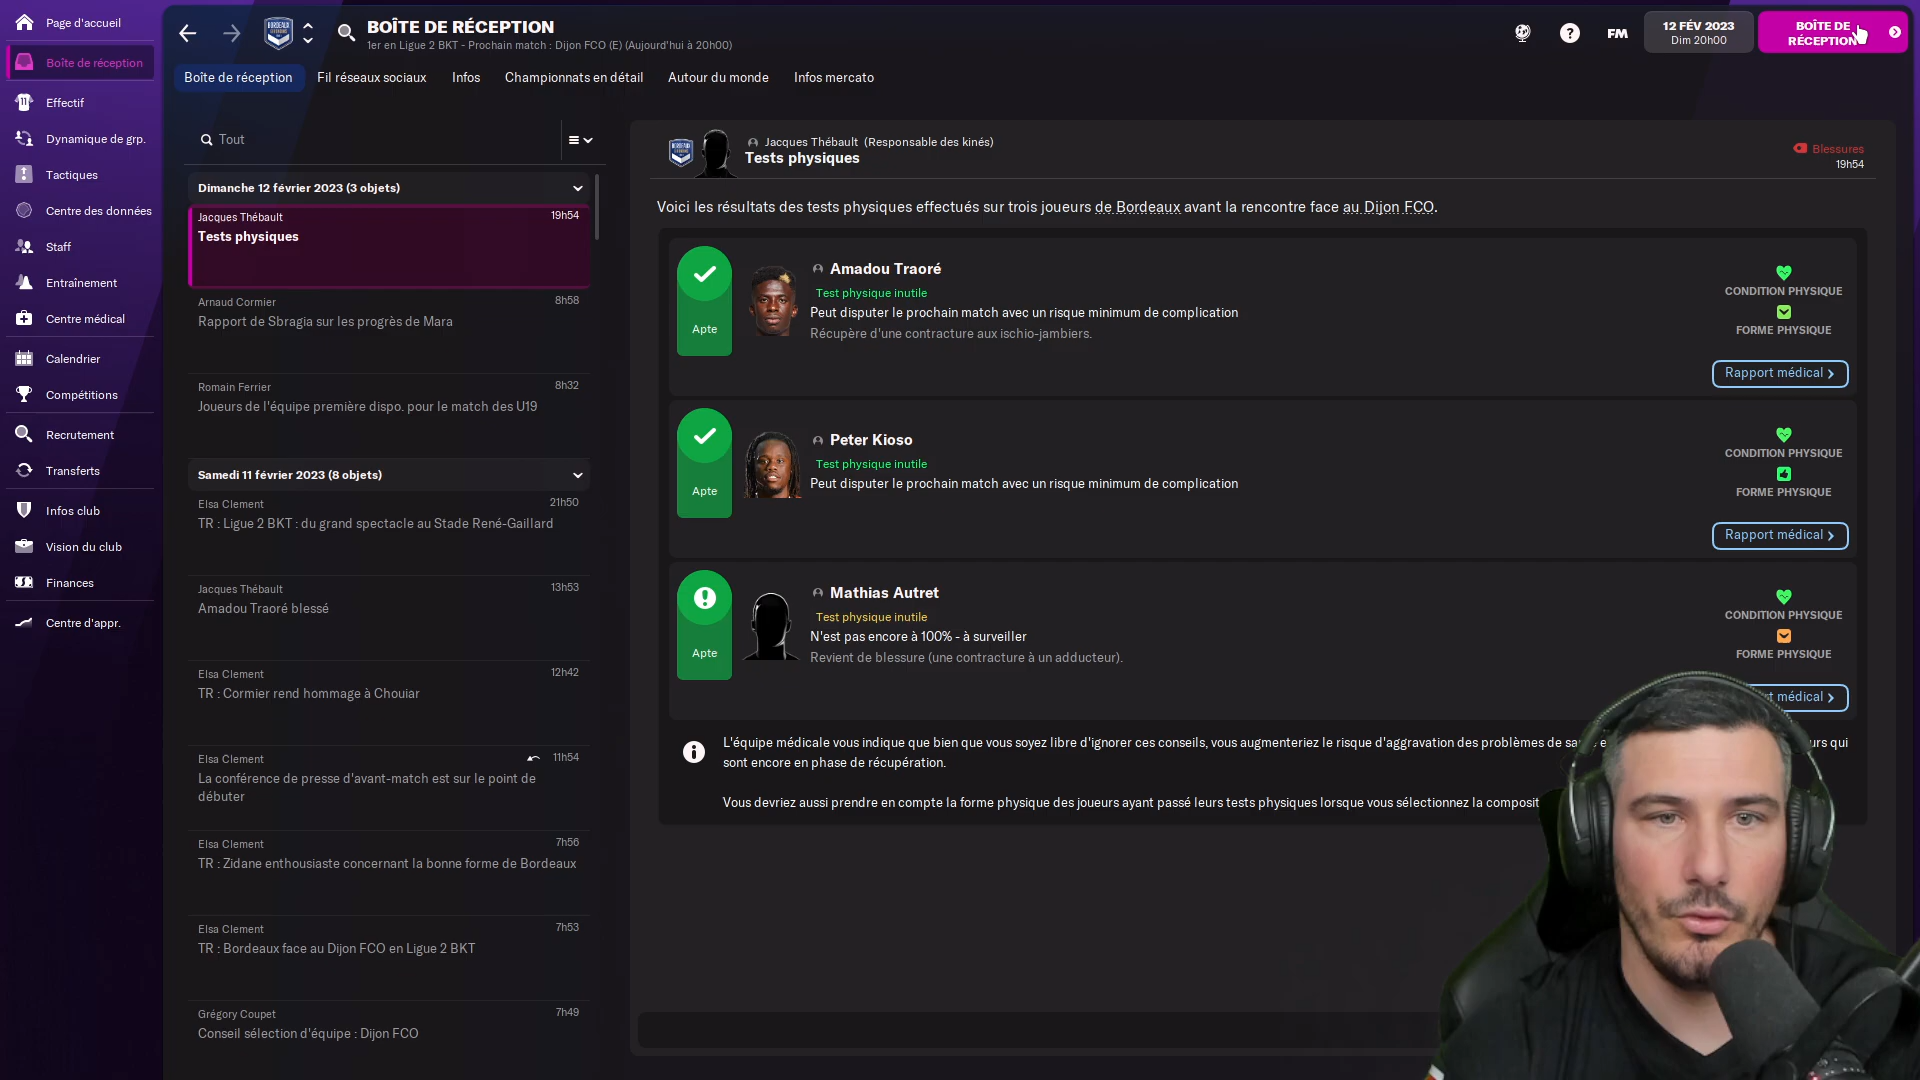 Page d'accueil
Boîte de réception
Effectif
Dynamique de grp.
Tactiques
Centre des données
Staff
Entraînement
Centre médical
Calendrier
Compétitions
Recrutement
Transferts
Infos club
Vision du club
Finances
Centre d'appr.
BOÎTE DE RÉCEPTION
1er en Ligue 2 BKT - Prochain match : Dijon FCO (E) (Aujourd'hui à 20h00)
FM
12 FÉV 2023
Dim 20h00
BOÎTE DE
RÉCEPTION
Boîte de réception
Fil réseaux sociaux
Infos
Championnats en détail
Autour du monde
Infos mercato
Tout
Dimanche 12 février 2023 (3 objets)
Jacques Thébault
19h54
Tests physiques
Arnaud Cormier
8h58
Rapport de Sbragia sur les progrès de Mara
Romain Ferrier
8h32
Joueurs de l'équipe première dispo. pour le match des U19
Samedi 11 février 2023 (8 objets)
Elsa Clement
21h50
TR : Ligue 2 BKT : du grand spectacle au Stade René-Gaillard
Jacques Thébault
13h53
Amadou Traoré blessé
Elsa Clement
12h42
TR : Cormier rend hommage à Chouiar
Elsa Clement
11h54
La conférence de presse d'avant-match est sur le point de
débuter
Elsa Clement
7h56
TR : Zidane enthousiaste concernant la bonne forme de Bordeaux
Elsa Clement
7h53
TR : Bordeaux face au Dijon FCO en Ligue 2 BKT
Grégory Coupet
7h49
Conseil sélection d'équipe : Dijon FCO
Jacques Thébault (Responsable des kinés)
Tests physiques
Blessures
19h54
Voici les résultats des tests physiques effectués sur trois joueurs de Bordeaux avant la rencontre face au Dijon FCO.
Apte
Amadou Traoré
Test physique inutile
Peut disputer le prochain match avec un risque minimum de complication
Récupère d'une contracture aux ischio-jambiers.
CONDITION PHYSIQUE
FORME PHYSIQUE
Rapport médical
Apte
Peter Kioso
Test physique inutile
Peut disputer le prochain match avec un risque minimum de complication
CONDITION PHYSIQUE
FORME PHYSIQUE
Rapport médical
Apte
Mathias Autret
Test physique inutile
N'est pas encore à 100% - à surveiller
Revient de blessure (une contracture à un adducteur).
CONDITION PHYSIQUE
FORME PHYSIQUE
médical
L'équipe médicale vous indique que bien que vous soyez libre d'ignorer ces conseils, vous augmenteriez le risque d'aggravation des problèmes de qui
sont encore en phase de récupération.
Vous devriez aussi prendre en compte la forme physique des joueurs ayant passé leurs tests physiques lorsque vous sélectionnez la